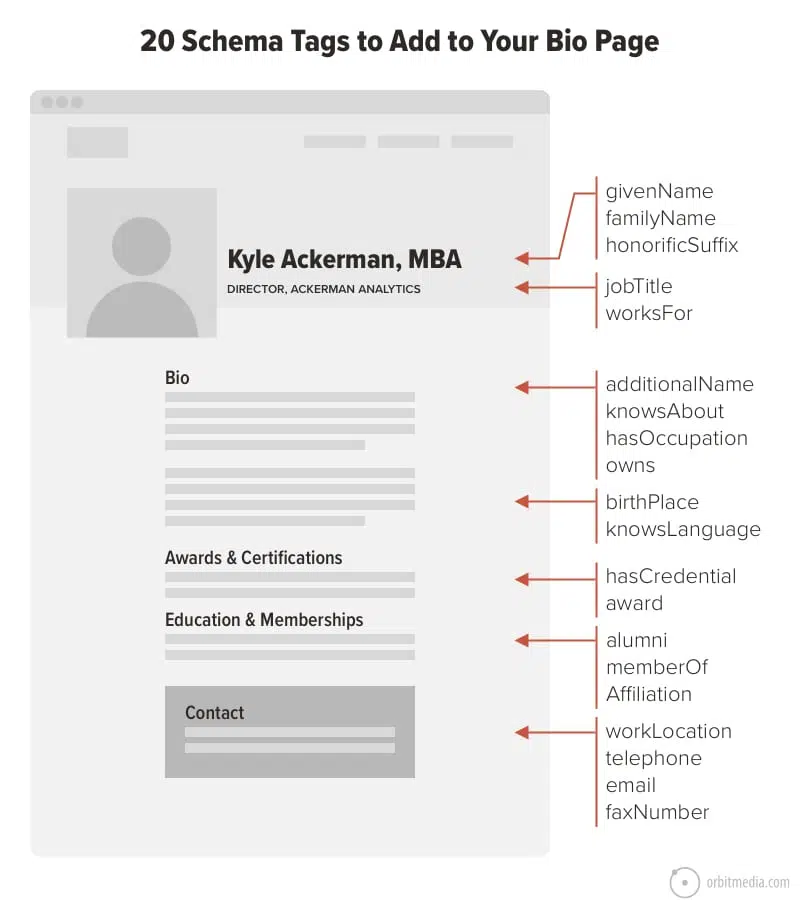 20 Schema Tags to Add to Your Bio Page
Kyle Ackerman, MBA
DIRECTOR, ACKERMAN ANALYTICS
givenName
familyName
honorificSuffix
jobTitle
worksFor
Bio
additionalName
knowsAbout
hasOccupation
owns
birthPlace
knowsLanguage
Awards & Certifications
hasCredential
award
Education & Memberships
alumni
memberOf
Affiliation
Contact
workLocation
telephone
email
faxNumber
orbitmedia.com